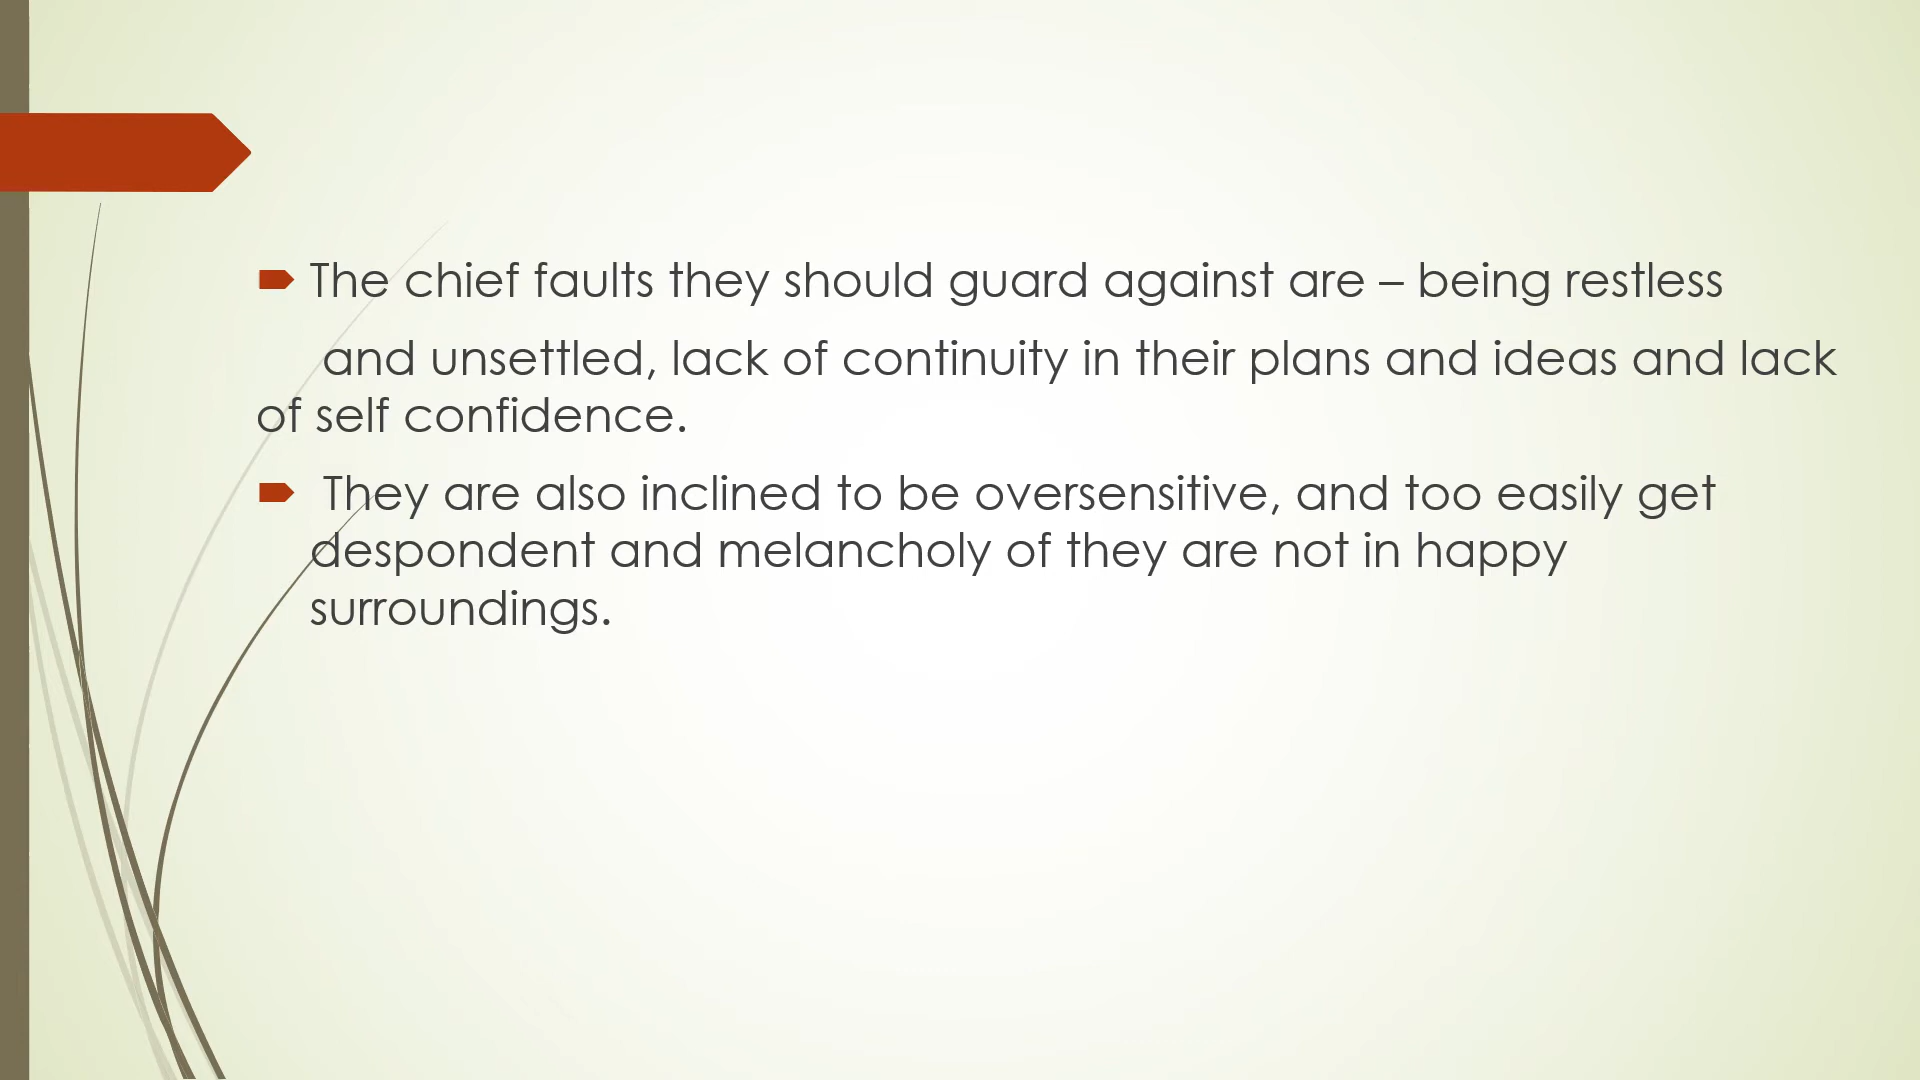 The chief faults they should guard against are – being restless
and unsettled, lack of continuity in their plans and ideas and lack
of self confidence.
They are also inclined to be oversensitive, and too easily get
despondent and melancholy of they are not in happy
surroundings.